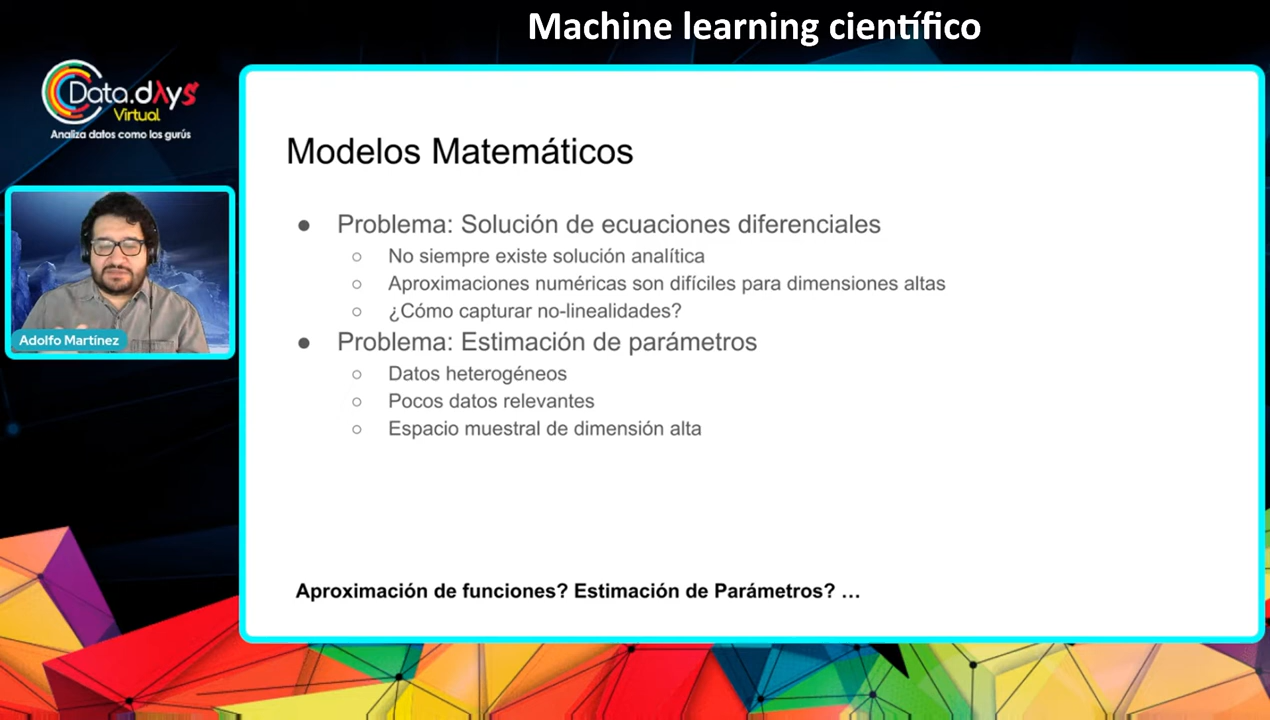 Machine learning científico
Data.dλys
Virtual
Analiza datos como los gurús
Adolfo Martínez
Modelos Matemáticos
● Problema: Solución de ecuaciones diferenciales
○ No siempre existe solución analítica
○ Aproximaciones numéricas son difíciles para dimensiones altas
○ ¿Cómo capturar no-linealidades?
● Problema: Estimación de parámetros
○ Datos heterogéneos
○ Pocos datos relevantes
○ Espacio muestral de dimensión alta
Aproximación de funciones? Estimación de Parámetros? …